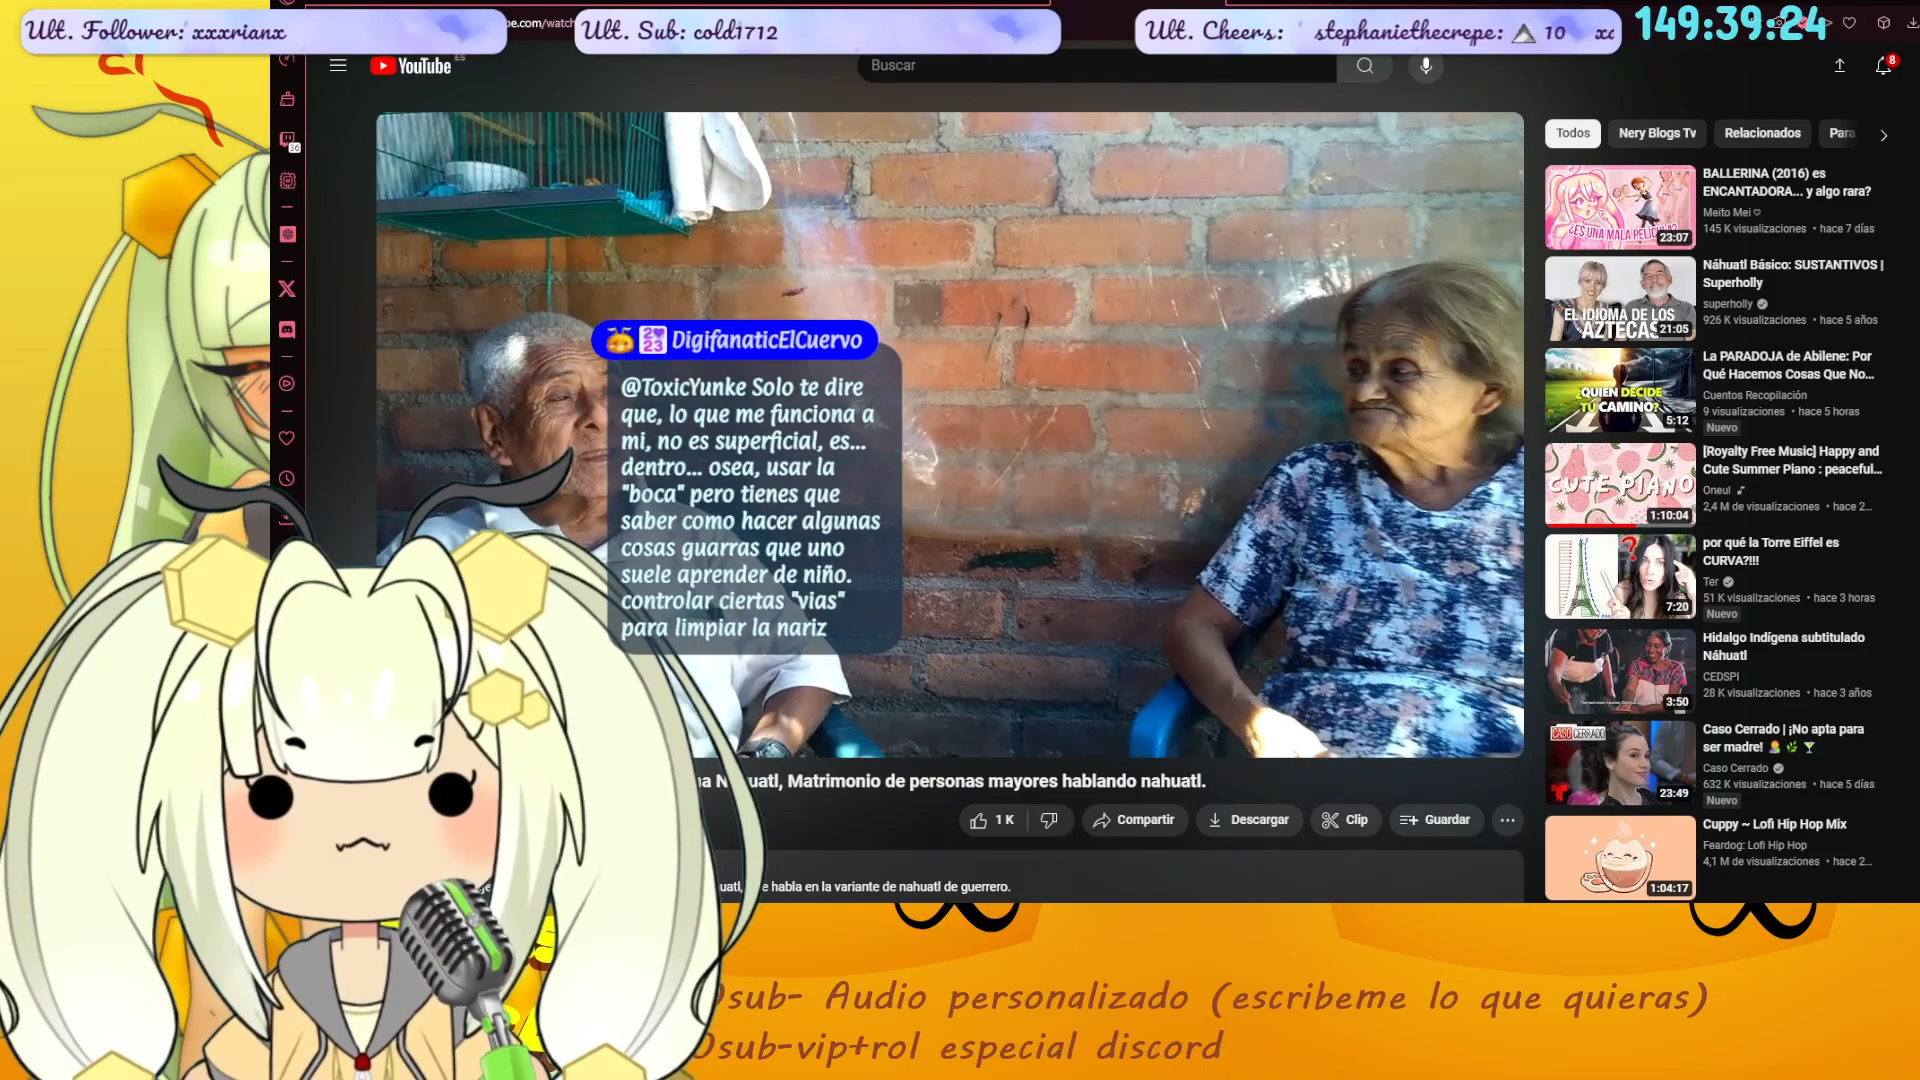 Ult. Follower: xxxrianx
Ult. Sub: cold1712
Ult. Cheers: stephaniethecrepe: 10
149:39:24
YouTube ES
Buscar
8
36
Todos
Nery Blogs Tv
Relacionados
Para
DigifanaticElCuervo
@ToxicYunke Solo te dire
que, lo que me funciona a
mi, no es superficial, es...
dentro... osea, usar la
"boca" pero tienes que
saber como hacer algunas
cosas guarras que uno
suele aprender de niño.
controlar ciertas "vias"
para limpiar la nariz
Matrimonio de personas mayores hablando nahuatl.
1 K
Compartir
Descargar
Clip
Guardar
habla en la variante de nahuatl de guerrero.
¿ES UNA MALA PELÍCULA?
23:07
BALLERINA (2016) es
ENCANTADORA... y algo rara?
Meito Mei♡
145 K visualizaciones • hace 7 días
EL IDIOMA DE LOS
AZTECAS
21:05
Náhuatl Básico: SUSTANTIVOS |
Superholly
superholly
926 K visualizaciones • hace 5 años
¿QUIEN DECIDE
TU CAMINO?
5:12
La PARADOJA de Abilene: Por
Qué Hacemos Cosas Que No...
Cuentos Recopilación
9 visualizaciones • hace 5 horas
Nuevo
CUTE PIANO
1:10:04
[Royalty Free Music] Happy and
Cute Summer Piano : peaceful...
Oneul
2,4 M de visualizaciones • hace 2...
?
7:20
por qué la Torre Eiffel es
CURVA?!!!
Ter
51 K visualizaciones • hace 3 horas
Nuevo
3:50
Hidalgo Indígena subtitulado
Náhuatl
CEDSPI
28 K visualizaciones • hace 3 años
CASO CERRADO
23:49
Caso Cerrado | ¡No apta para
ser madre!
Caso Cerrado
632 K visualizaciones • hace 5 días
Nuevo
1:04:17
Cuppy ~ Lofi Hip Hop Mix
Feardog: Lofi Hip Hop
4,1 M de visualizaciones • hace 2...
sub- Audio personalizado (escribeme lo que quieras)
sub-vip+rol especial discord